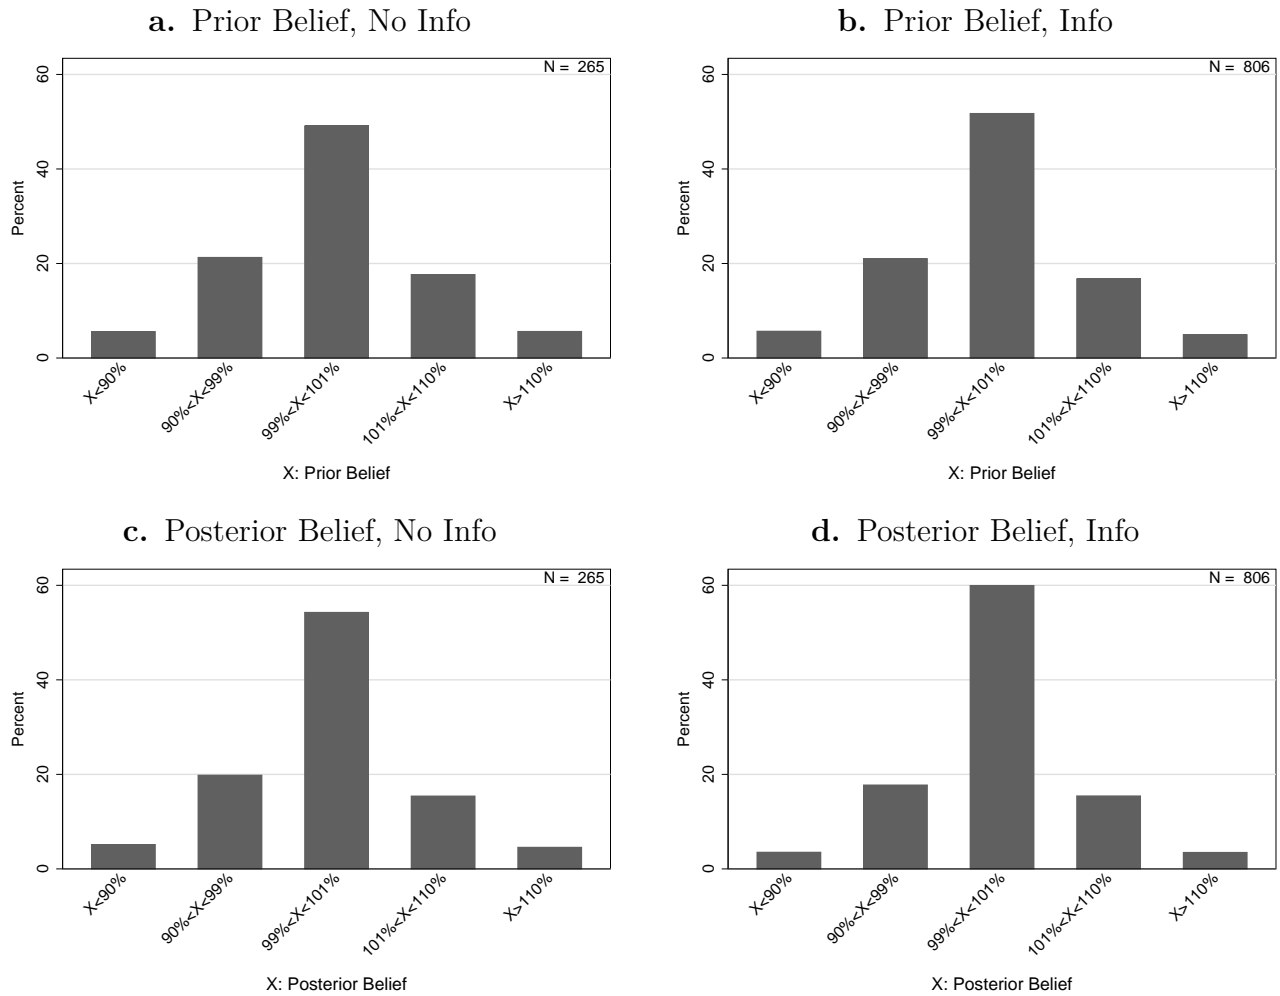 a. Prior Belief, No Info
N = 265
60
40
20
0
Percent
X<90%
90%<X<99%
99%<X<101%
101%<X<110%
X>110%
X: Prior Belief
b. Prior Belief, Info
N = 806
60
40
20
0
Percent
X<90%
90%<X<99%
99%<X<101%
101%<X<110%
X>110%
X: Prior Belief
c. Posterior Belief, No Info
N = 265
60
40
20
0
Percent
X<90%
90%<X<99%
99%<X<101%
101%<X<110%
X>110%
X: Posterior Belief
d. Posterior Belief, Info
N = 806
60
40
20
0
Percent
X<90%
90%<X<99%
99%<X<101%
101%<X<110%
X>110%
X: Posterior Belief